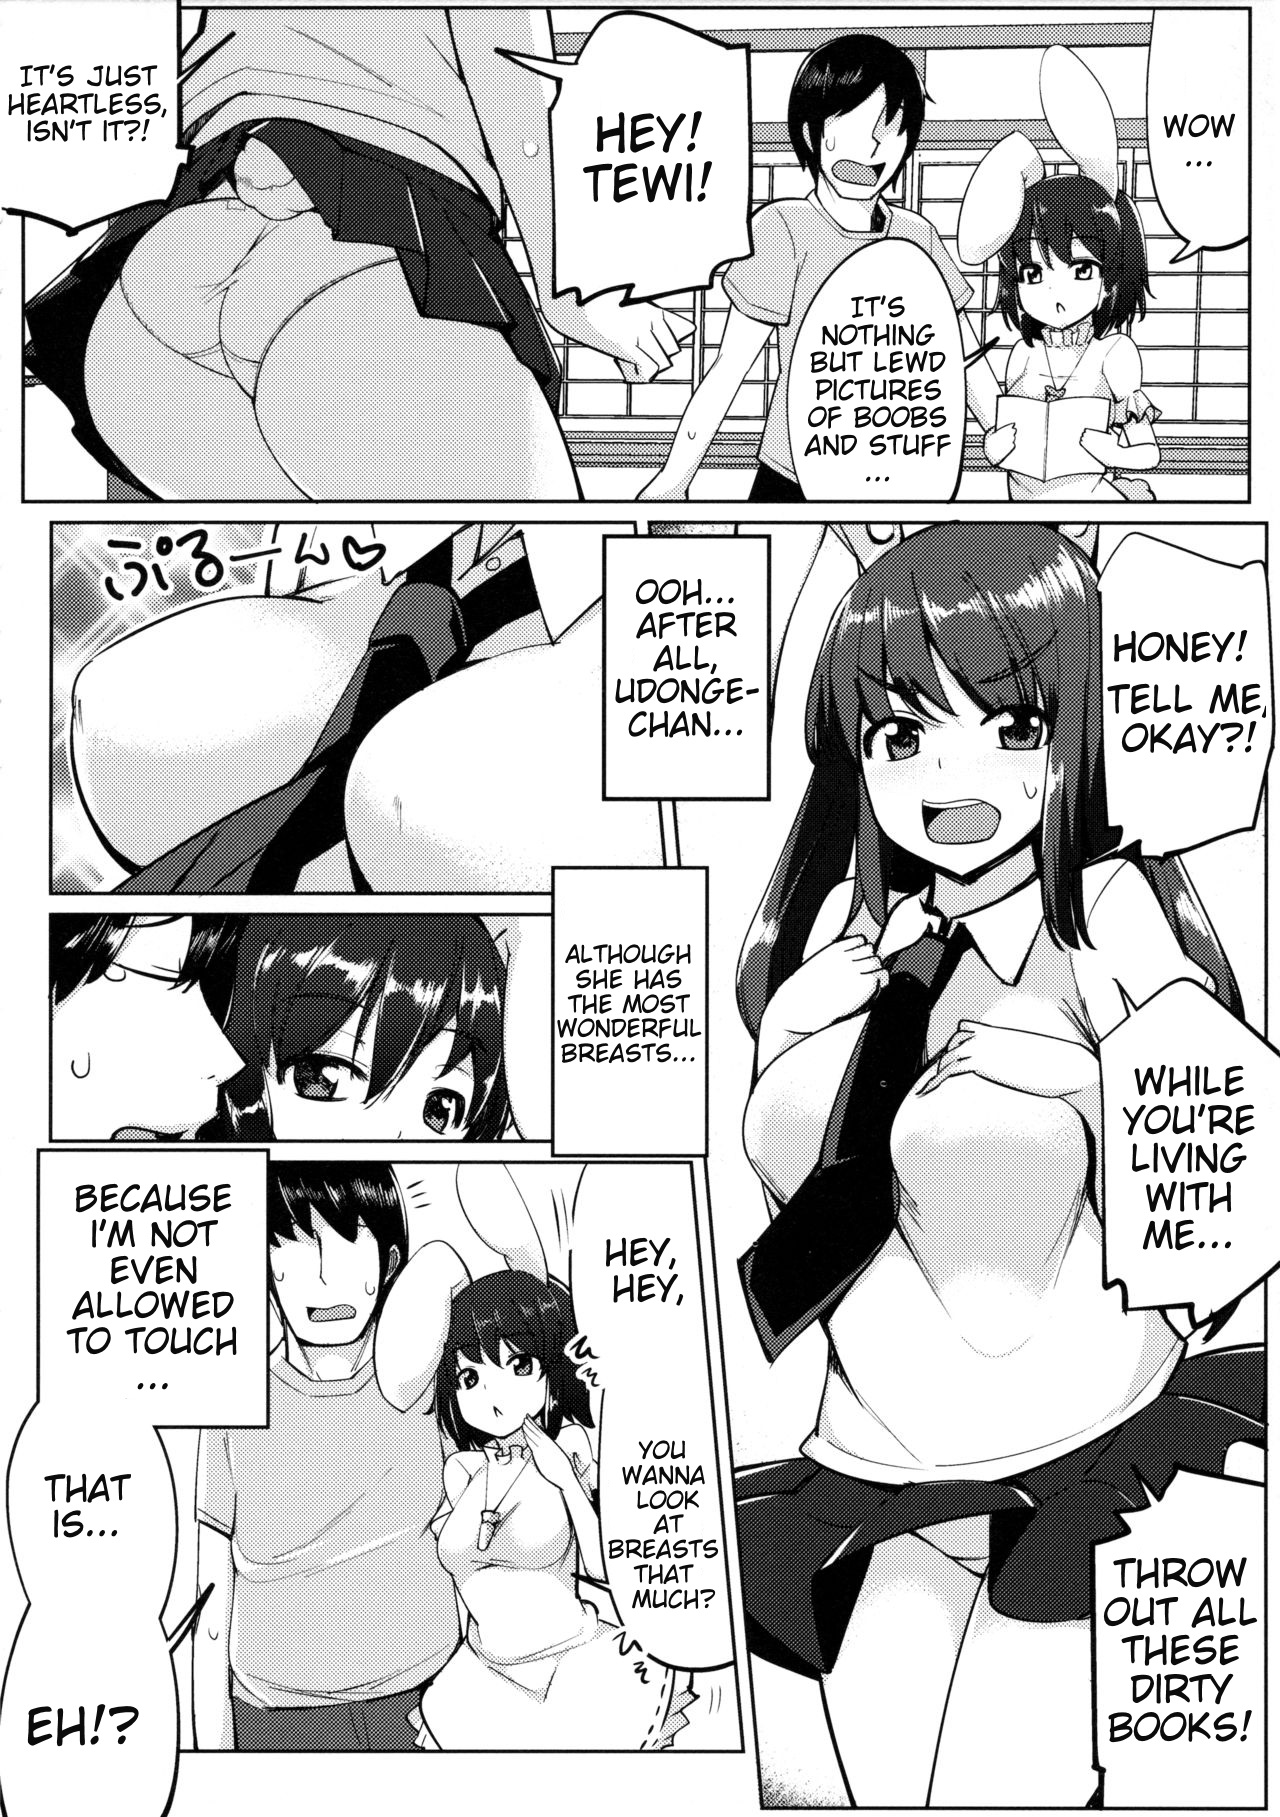 WOW
...
IT'S
NOTHING
BUT LEWD
PICTURES
OF BOOBS
AND STUFF
...
HEY!
TEWI!
IT'S JUST
HEARTLESS,
ISN'T IT?!
HONEY!
TELL ME,
OKAY?!
WHILE
YOU'RE
LIVING
WITH
ME...
THROW
OUT ALL
THESE
DIRTY
BOOKS!
OOH...
AFTER
ALL,
UDONGE-
CHAN...
ぷるーん♡
ALTHOUGH
SHE HAS
THE MOST
WONDERFUL
BREASTS...
HEY,
HEY,
YOU
WANNA
LOOK
AT
BREASTS
THAT
MUCH?
BECAUSE
I'M NOT
EVEN
ALLOWED
TO TOUCH
...
THAT
IS...
EH!?